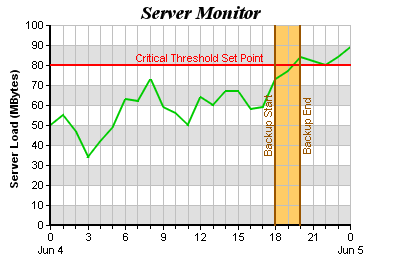 Server Monitor
Server Load (MBytes)
100
90
80
70
60
50
40
30
20
10
0
Critical Threshold Set Point
Backup Start
Backup End
0 3 6 9 12 15 18 21 0
Jun 4 Jun 5